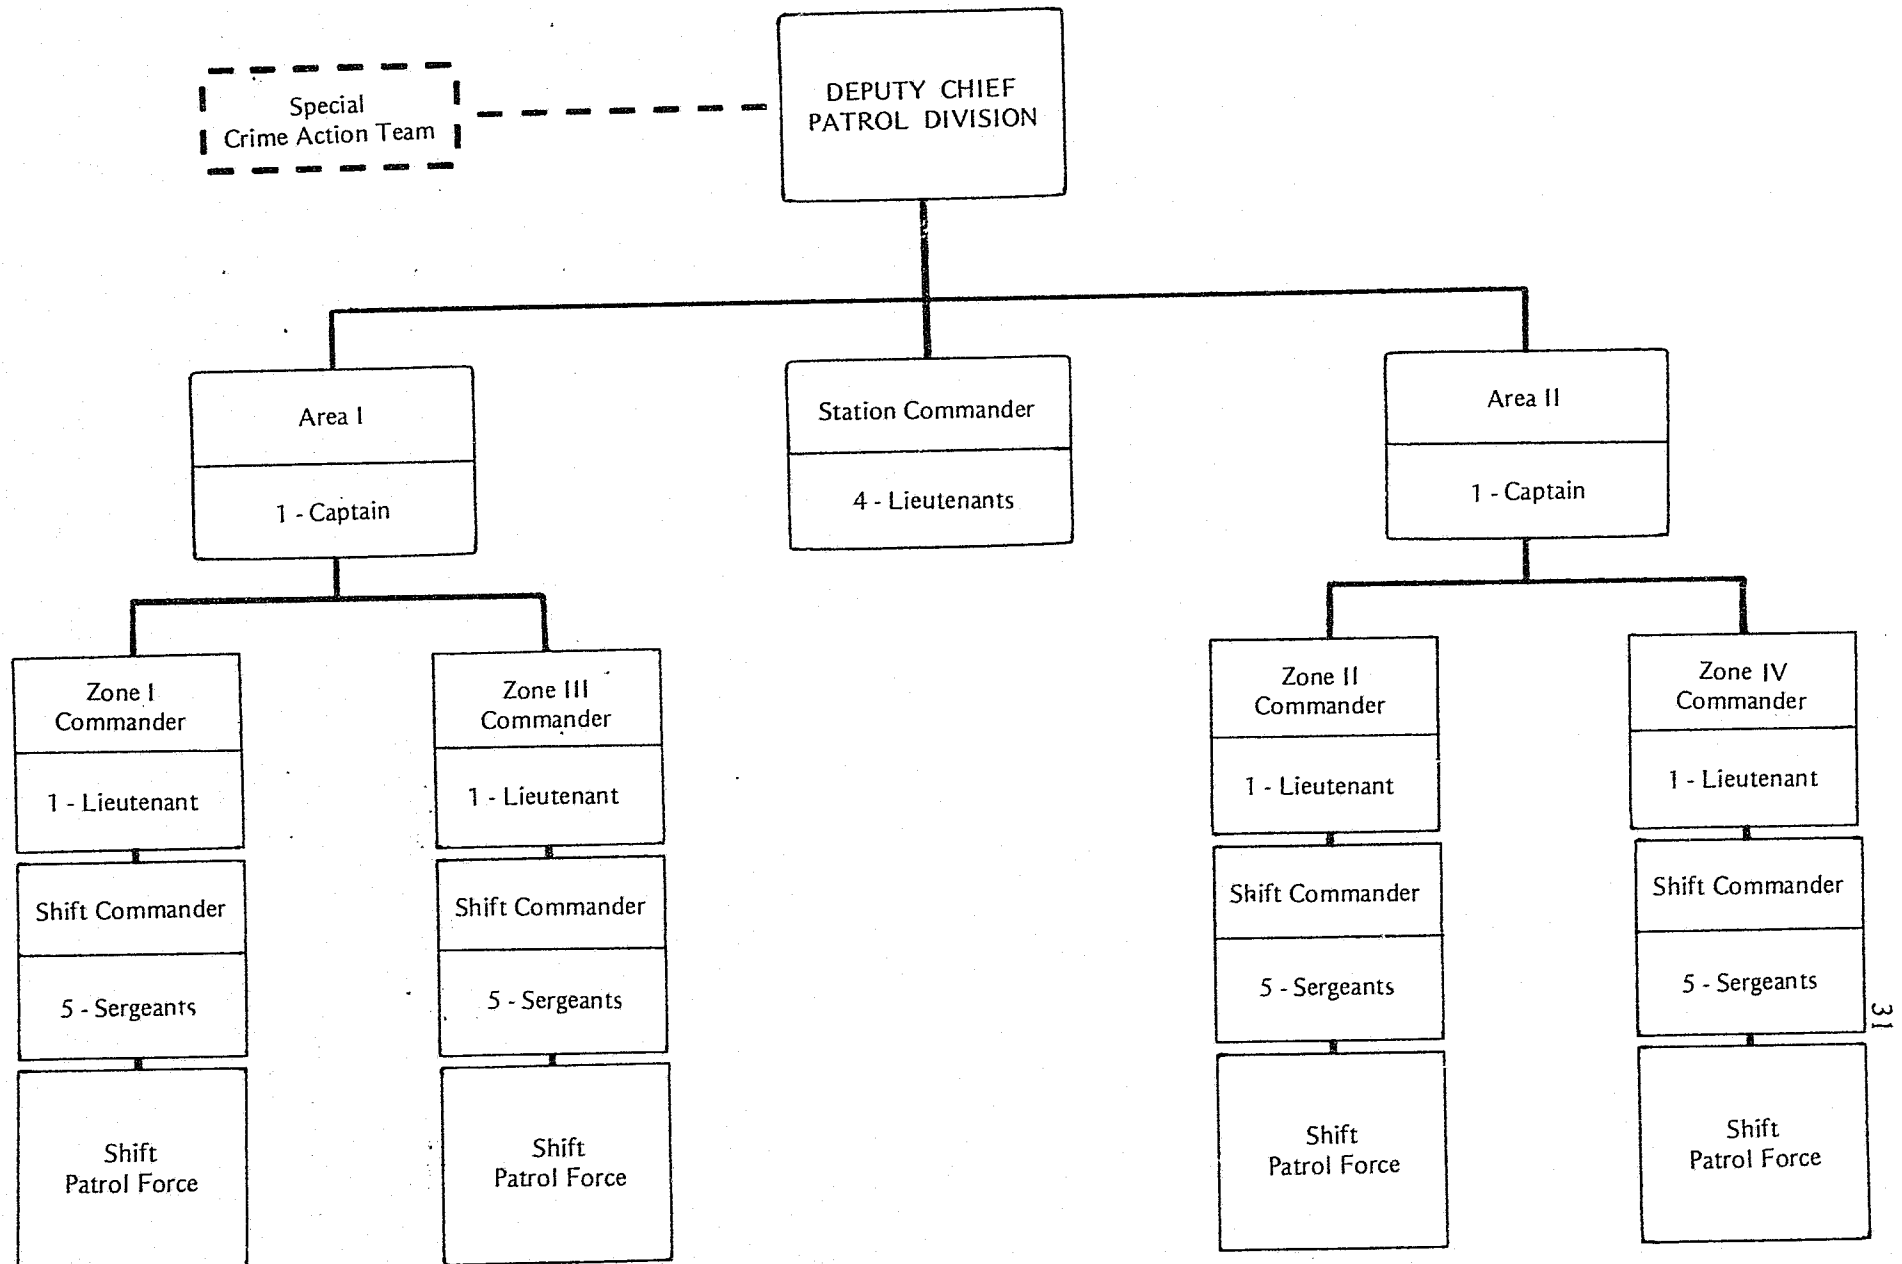 DEPUTY CHIEF
PATROL DIVISION
Special
Crime Action Team
Area I
1 - Captain
Station Commander
4 - Lieutenants
Area II
1 - Captain
Zone I
Commander
1 - Lieutenant
Shift Commander
5 - Sergeants
Shift
Patrol Force
Zone III
Commander
1 - Lieutenant
Shift Commander
5 - Sergeants
Shift
Patrol Force
Zone II
Commander
1 - Lieutenant
Shift Commander
5 - Sergeants
Shift
Patrol Force
Zone IV
Commander
1 - Lieutenant
Shift Commander
5 - Sergeants
Shift
Patrol Force
31